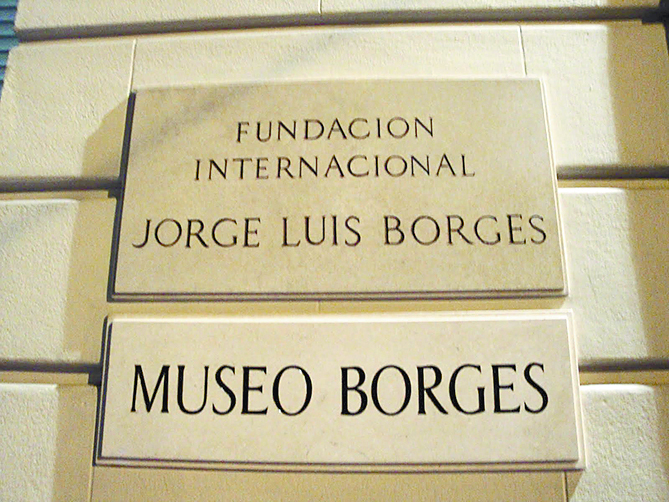 FUNDACION
INTERNACIONAL
JORGE LUIS BORGES
MUSEO BORGES